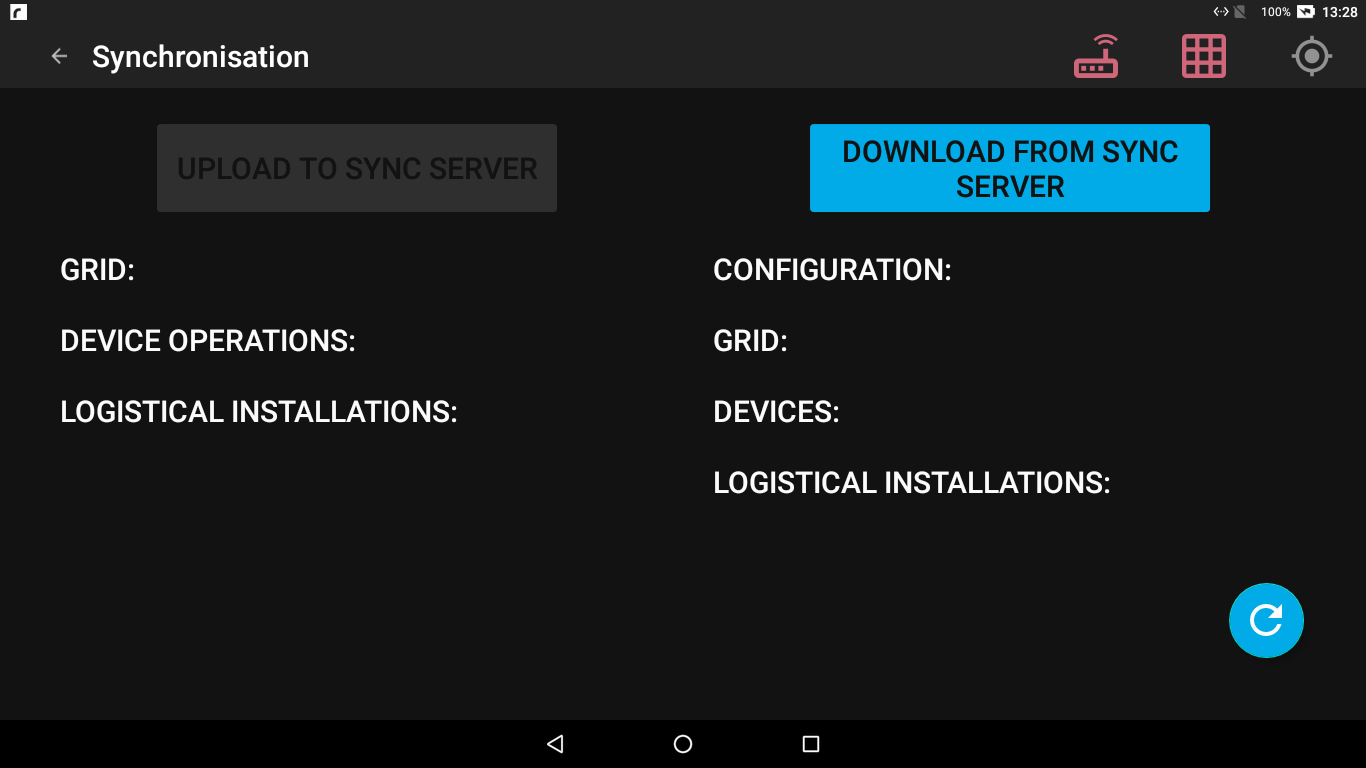 100% 13:28
Synchronisation
UPLOAD TO SYNC SERVER
DOWNLOAD FROM SYNC
SERVER
GRID:
DEVICE OPERATIONS:
LOGISTICAL INSTALLATIONS:
CONFIGURATION:
GRID:
DEVICES:
LOGISTICAL INSTALLATIONS: